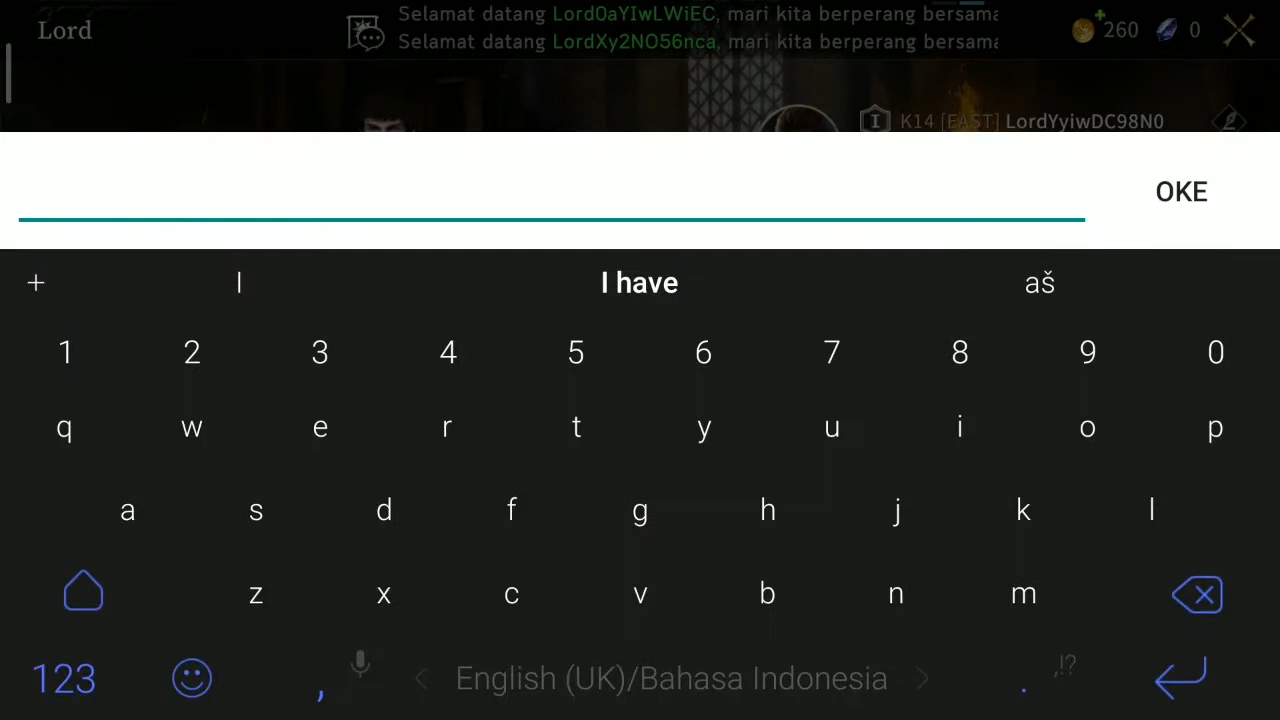 Lord
Selamat datang Lord0aYIwLWiEC, mari kita berperang bersama
Selamat datang LordXy2NO56nca, mari kita berperang bersama
260
0
I K14 [EAST] LordYyiwDC98N0
OKE
+ I I have aš
1 2 3 4 5 6 7 8 9 0
q w e r t y u i o p
a s d f g h j k l
z x c v b n m
123 , < English (UK)/Bahasa Indonesia > . ,!?